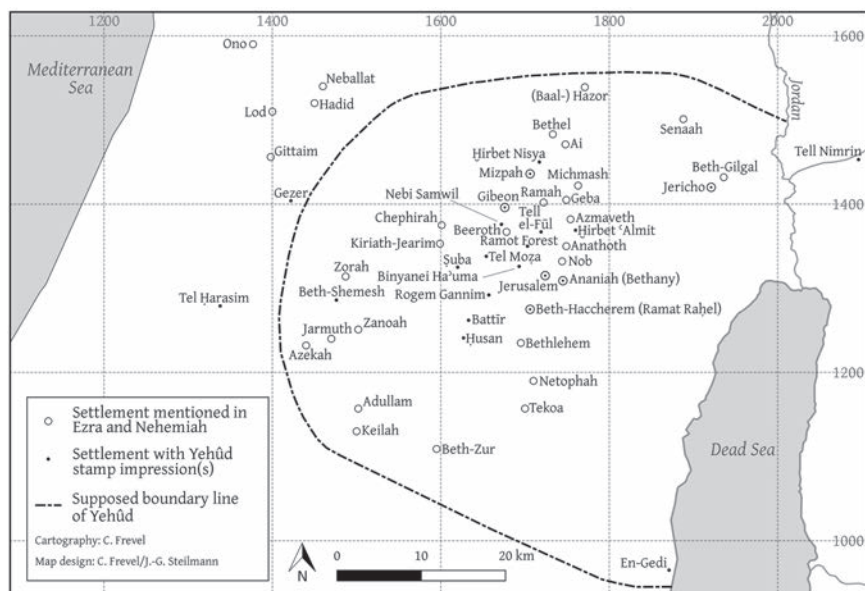 1200
1400
1600
1800
2000
1600
Mediterranean
Sea
Ono
Neballat
Hadid
Lod
(Baal-) Hazor
Jordan
Senaah
Bethel
Ai
Gittaim
Ḫirbet Nisya
Mizpah
Michmash
Beth-Gilgal
Tell Nimrin
Jericho
Gezer
Nebi Samwil
Ramah
Geba
1400
Gibeon
Chephirah
Tell
el-Fūl
Azmaveth
Beeroth
Ḫirbet ʿAlmit
Kiriath-Jearim
Ramot Forest
Anathoth
Ṣuba
Tel Moza
Nob
Zorah
Binyanei Haʾuma
Jerusalem
Ananiah (Bethany)
Beth-Shemesh
Rogem Gannim
Tel Ḥarasim
Beth-Haccherem (Ramat Raḥel)
Zanoah
Battīr
Jarmuth
Ḥusan
Bethlehem
Azekah
1200
Netophah
Adullam
Tekoa
Keilah
Beth-Zur
Dead Sea
Settlement mentioned in
Ezra and Nehemiah
Settlement with Yehûd
stamp impression(s)
Supposed boundary line
of Yehûd
Cartography: C. Frevel
Map design: C. Frevel/J.-G. Steilmann
N
0
10
20 km
1000
En-Gedi